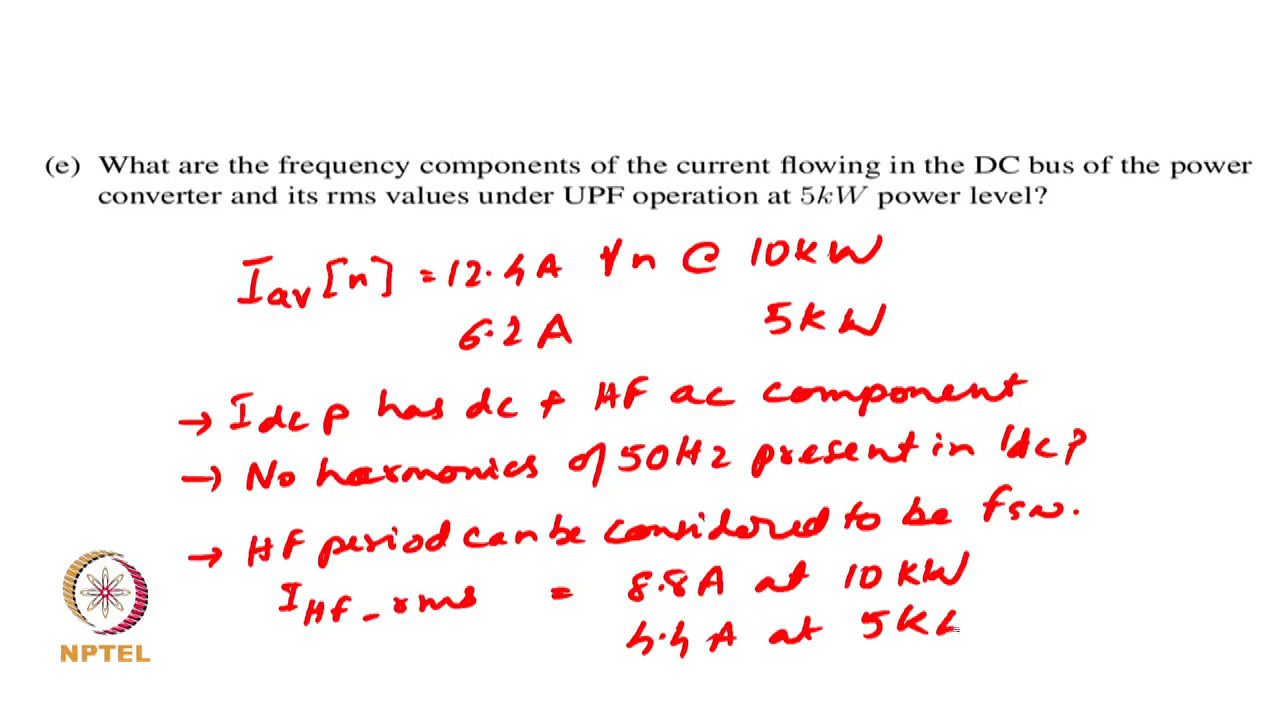 (e) What are the frequency components of the current flowing in the DC bus of the power
converter and its rms values under UPF operation at 5kW power level?
Iav[n] = 12.4A ∀n @ 10kW
6.2A 5kW
→ Idcp has dc + HF ac component
→ No harmonics of 50Hz present in Idcp
→ HF period can be considered to be fsw.
IHf-rms = 8.8A at 10kW
4.4A at 5k
NPTEL